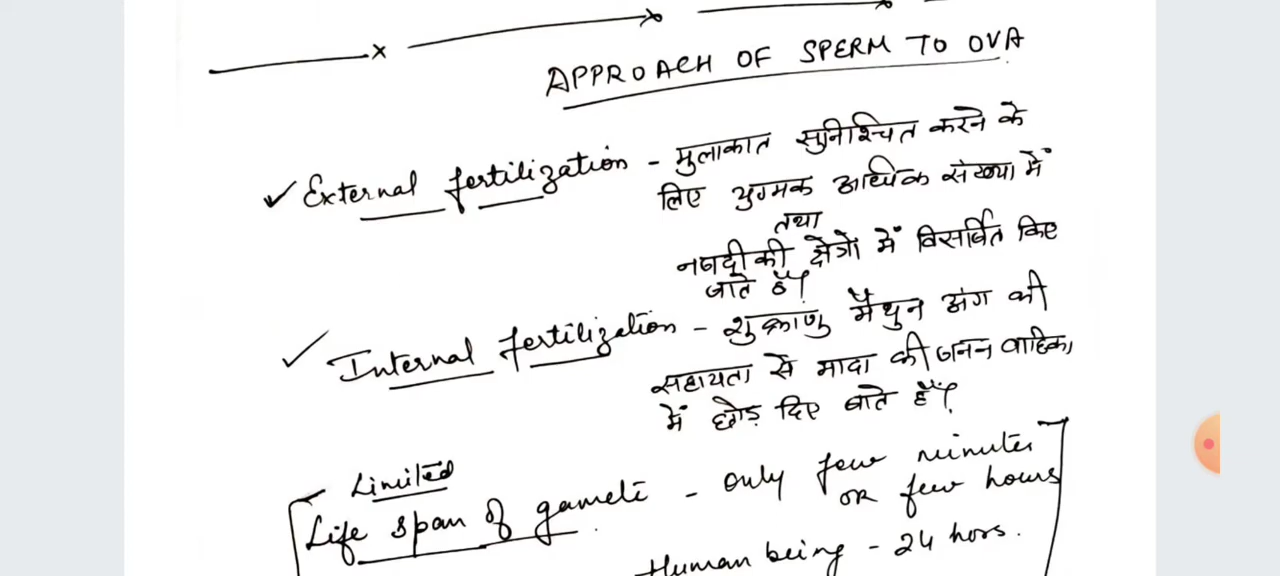 APPROACH OF SPERM TO OVA
External fertilization - मुलाकात सुनिश्चित करने के
लिए युग्मक अधिक संख्या में
तथा
नजदीकी क्षेत्रों में विसर्जित किए
जाते हैं।
Internal fertilization - शुक्राणु मैथुन अंग की
सहायता से मादा की जनन वाहिका
में छोड़ दिए जाते हैं।
Limited
Life span of gamete - only few minutes
OR few hours
Human being - 24 hors.